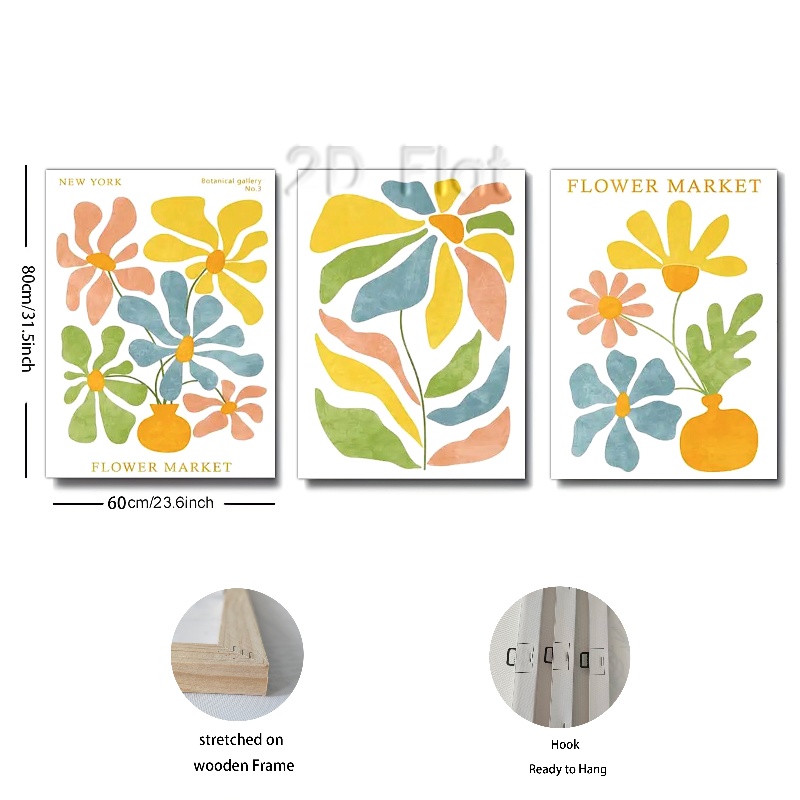 2D Flat
NEW YORK
Botanical gallery
No.3
FLOWER MARKET
FLOWER MARKET
80cm/31.5inch
60cm/23.6inch
stretched on
wooden Frame
Hook
Ready to Hang